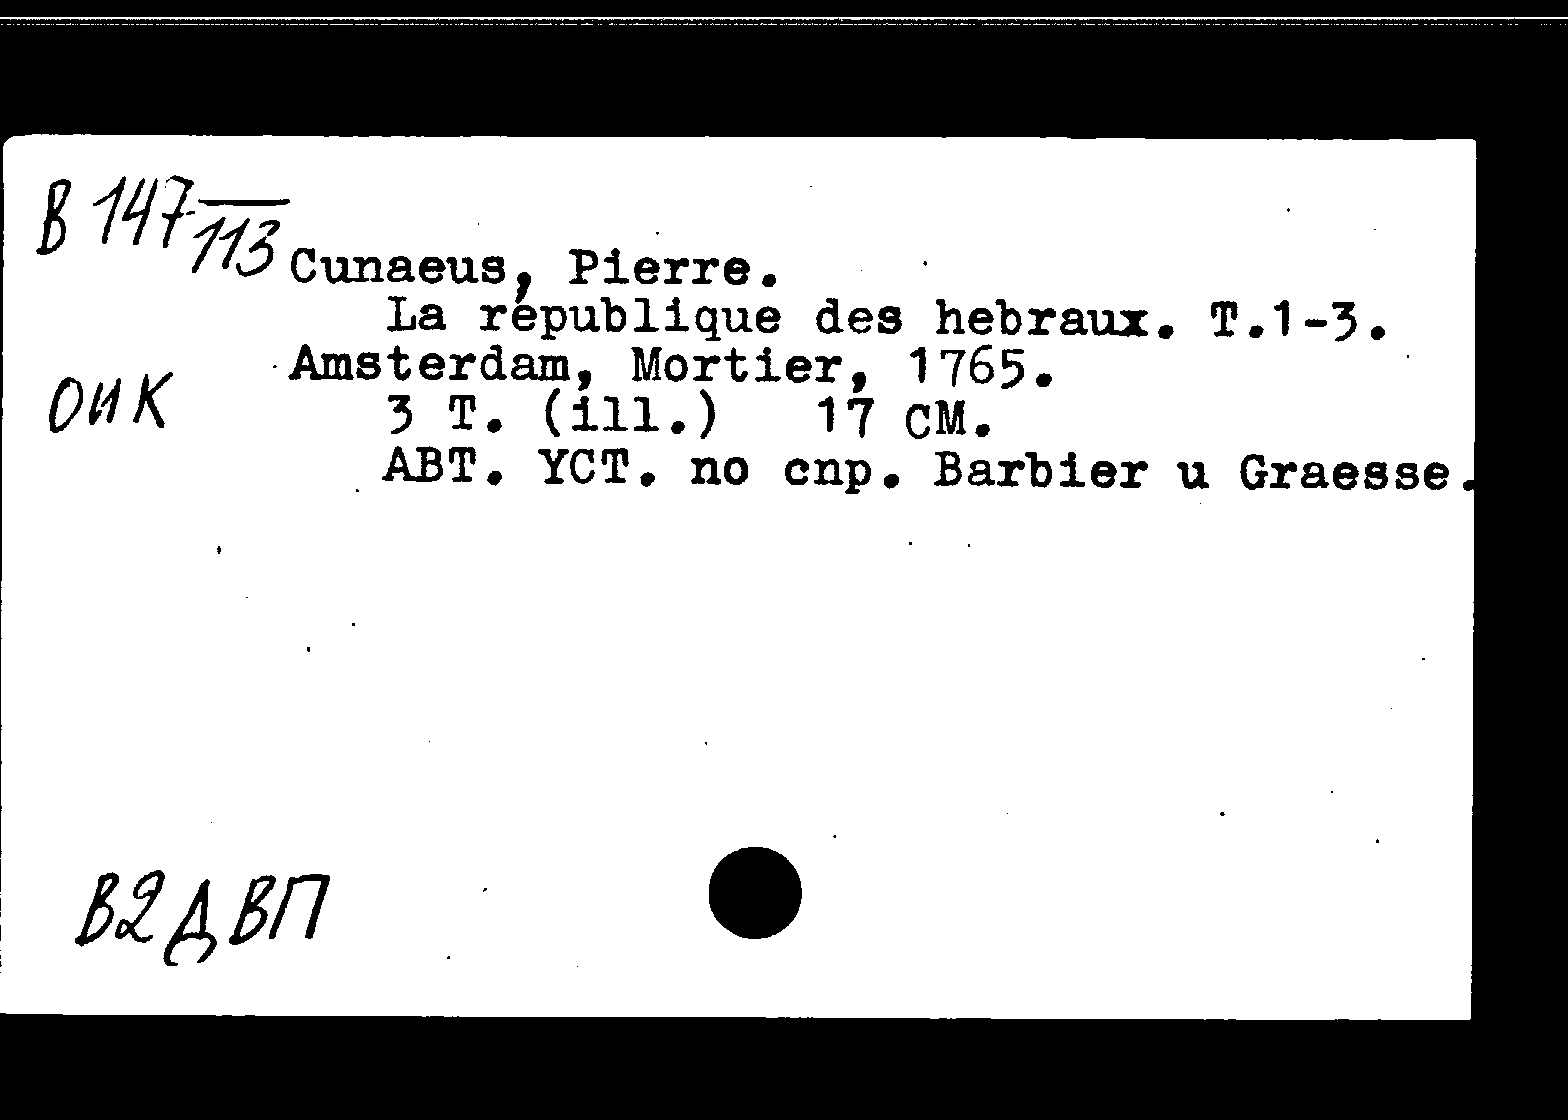 В 147/113
Cunaeus, Pierre.
La république des hebraux. T.1-3.
Amsterdam, Mortier, 1765.
ОИК
3 T. (ill.) 17 CM.
АВТ. УСТ. по спр. Barbier и Graesse.
В2ДВП